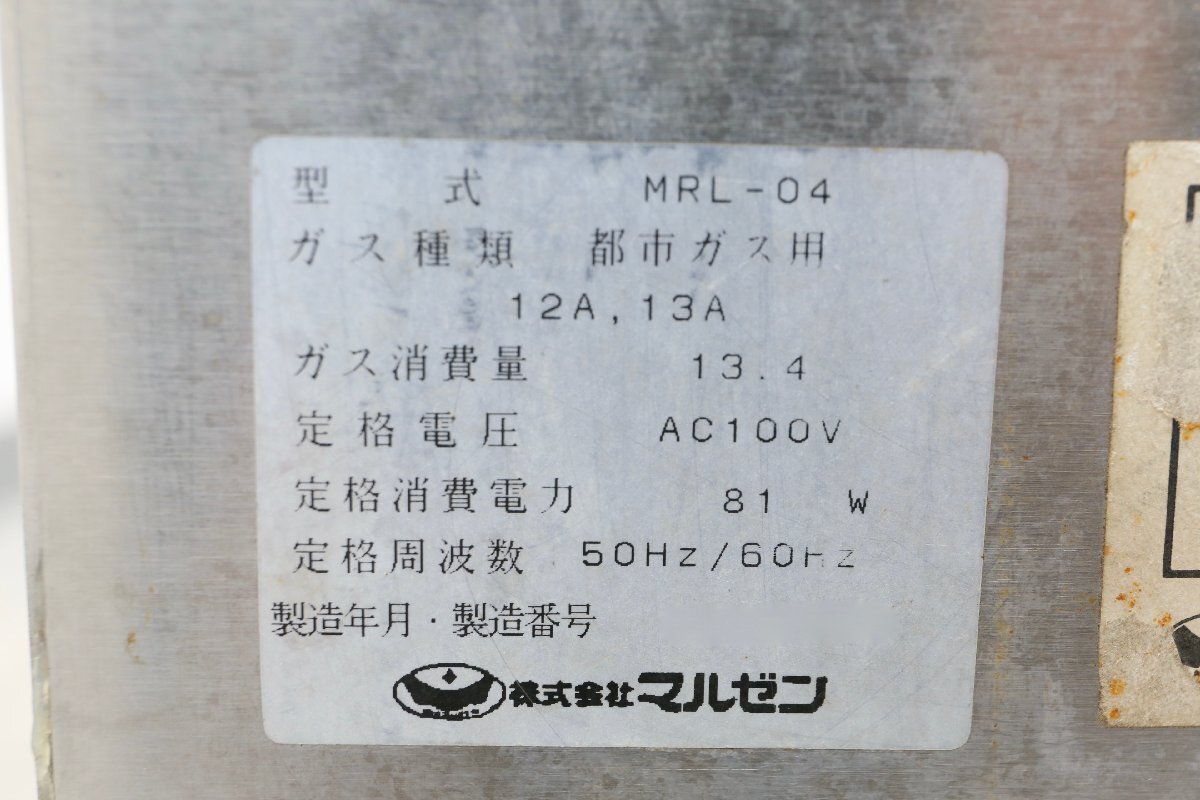 型式 MRL-04
ガス種類 都市ガス用
12A,13A
ガス消費量 13.4
定格電圧 AC100V
定格消費電力 81 W
定格周波数 50Hz/60Hz
製造年月・製造番号
株式会社マルゼン